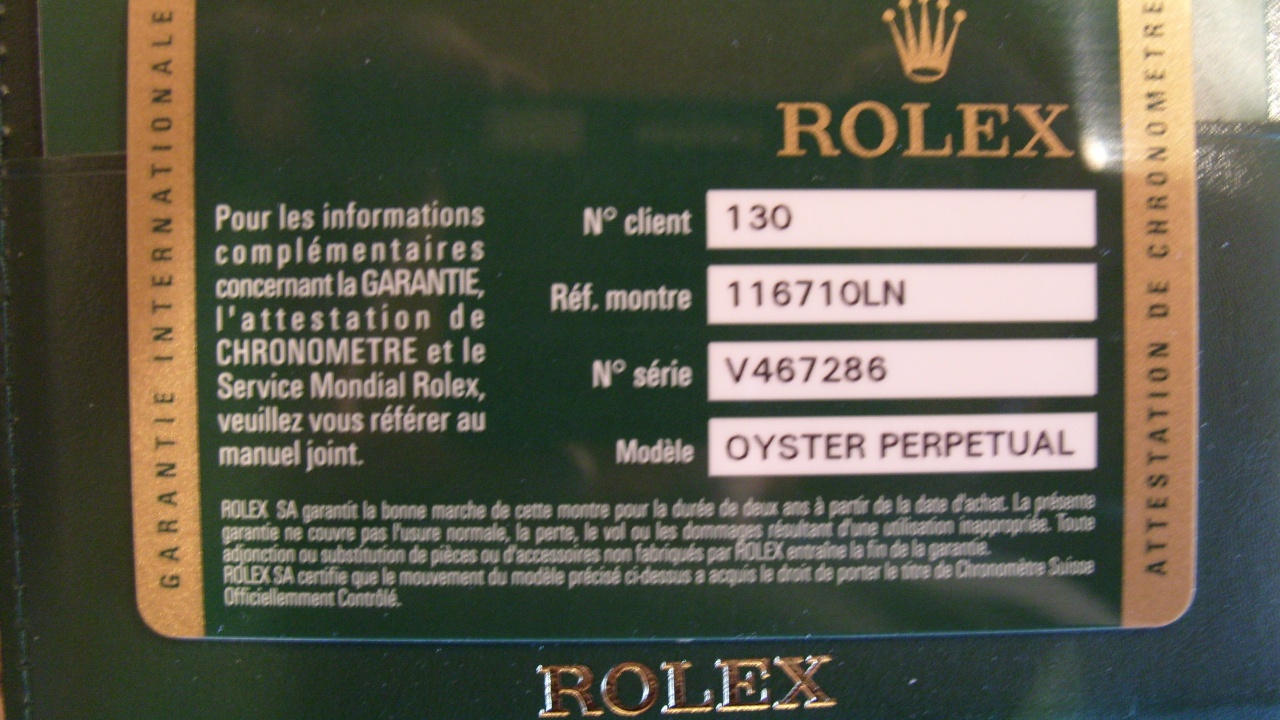 GARANTIE INTERNATIONALE
ROLEX
ATTESTATION DE CHRONOMETRE
Pour les informations
complémentaires
concernant la GARANTIE,
l'attestation de
CHRONOMETRE et le
Service Mondial Rolex,
veuillez vous référer au
manuel joint.
N° client 130
Réf. montre 116710LN
N° série V467286
Modèle OYSTER PERPETUAL
ROLEX SA garantit la bonne marche de cette montre pour la durée de deux ans à partir de la date d'achat. La présente
garantie ne couvre pas l'usure normale, la perte, le vol ou les dommages résultant d'une utilisation inappropriée. Toute
adjonction ou substitution de pièces ou d'accessoires non fabriqués par ROLEX entraîne la fin de la garantie.
ROLEX SA certifie que le mouvement du modèle précisé ci-dessus a acquis le droit de porter le titre de Chronomètre Suisse
Officiellemment Contrôlé.
ROLEX